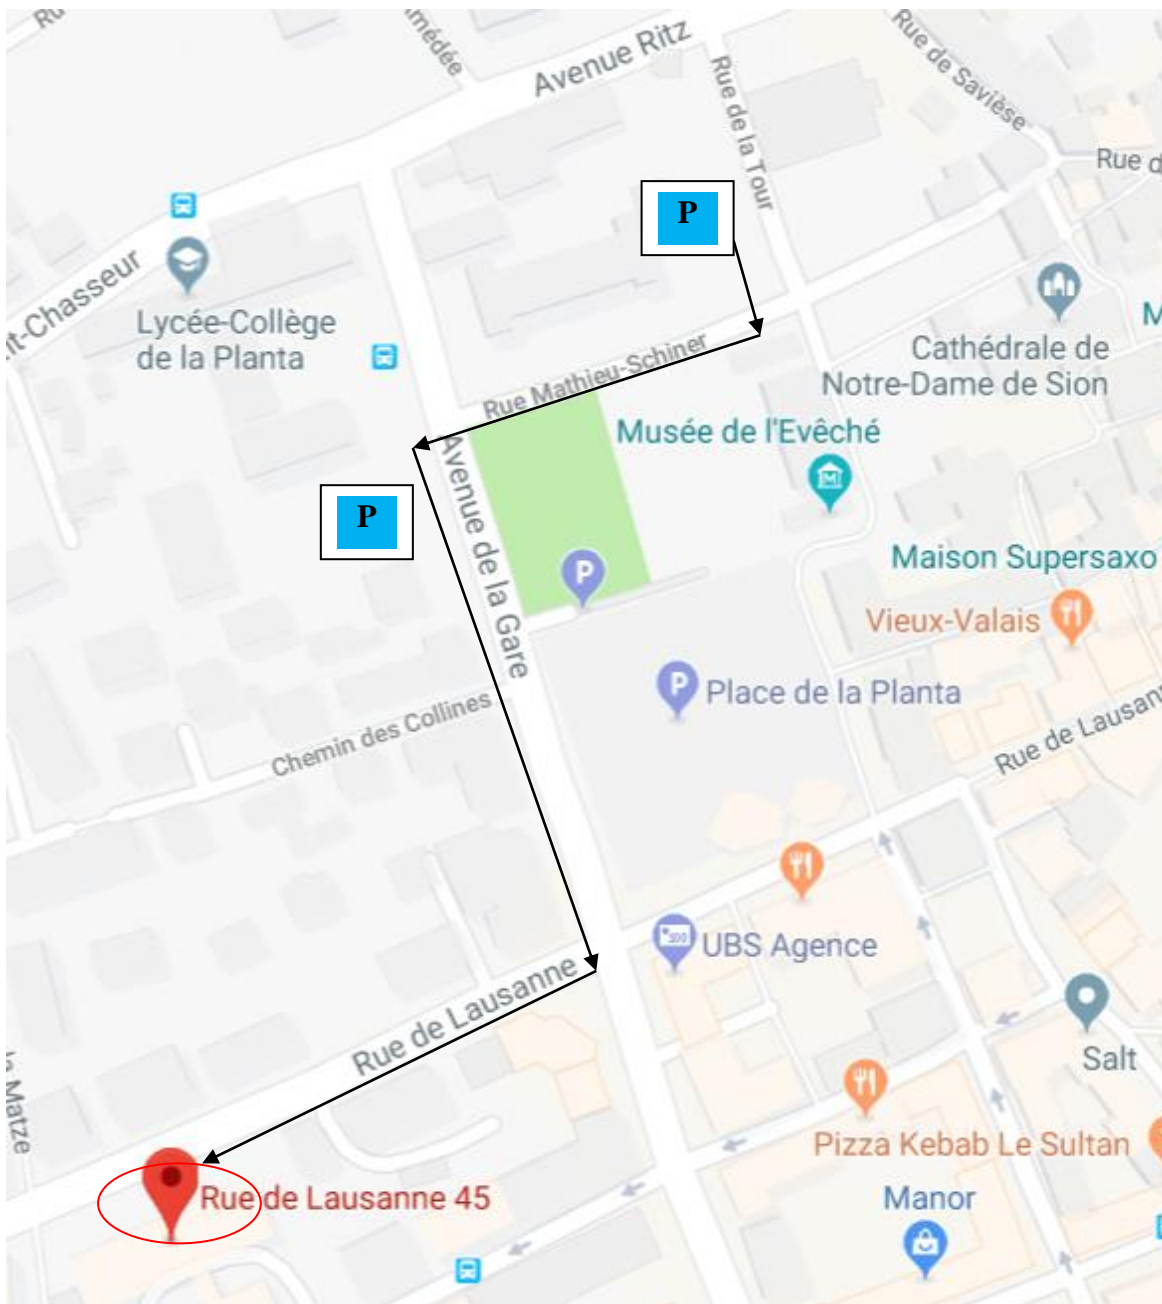 Avenue Ritz
Rue de la Tour
Rue de Savièse
P
Lycée-Collège
de la Planta
Rue Mathieu-Schiner
Cathédrale de
Notre-Dame de Sion
Musée de l'Evêché
P
Avenue de la Gare
P
Maison Supersaxo
Vieux-Valais
P
Place de la Planta
Chemin des Collines
Rue de Lausann
UBS Agence
Rue de Lausanne
Salt
Matze
Pizza Kebab Le Sultan
Rue de Lausanne 45
Manor